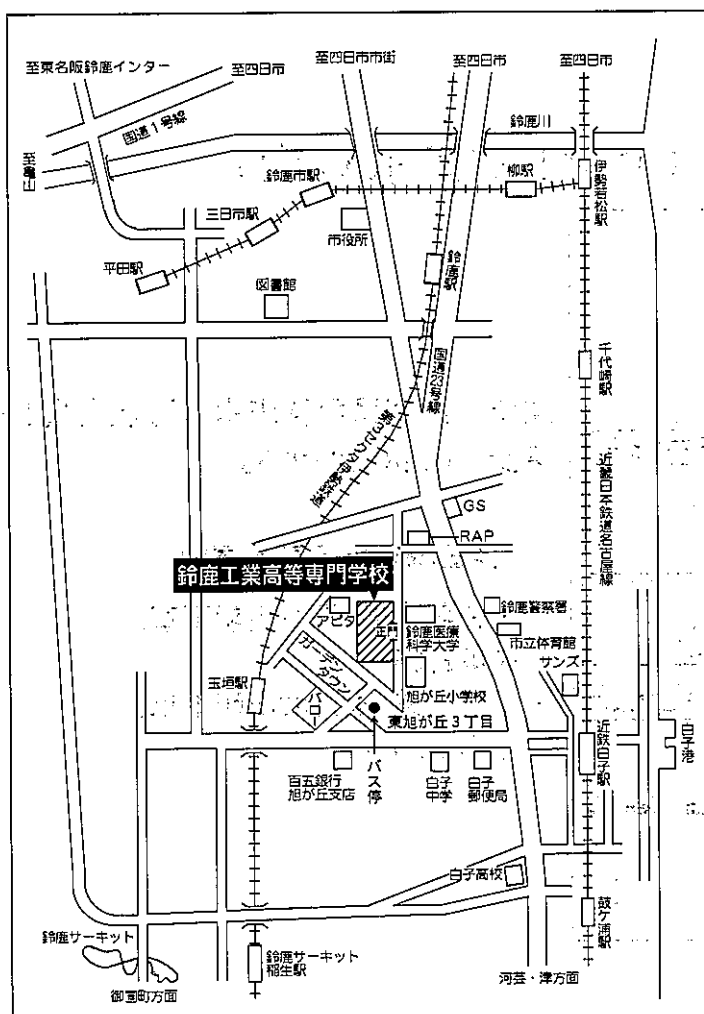 至東名阪鈴鹿インター
至四日市
至四日市市街
至四日市
至四日市
国道1号線
鈴鹿川
至亀山
鈴鹿市駅
柳駅
伊勢若松駅
三日市駅
市役所
平田駅
鈴鹿駅
図書館
国道23号線
千代崎駅
第3セクタ伊勢鉄道
近畿日本鉄道名古屋線
GS
RAP
鈴鹿工業高等専門学校
アピタ
正門
鈴鹿医療
科学大学
鈴鹿警察署
市立体育館
サンズ
ガーデン
タウン
玉垣駅
バロー
旭が丘小学校
東旭が丘3丁目
近鉄白子駅
白子港
百五銀行
旭が丘支店
バス停
白子
中学
白子
郵便局
白子高校
鼓ケ浦駅
鈴鹿サーキット
鈴鹿サーキット
稲生駅
御薗町方面
河芸・津方面